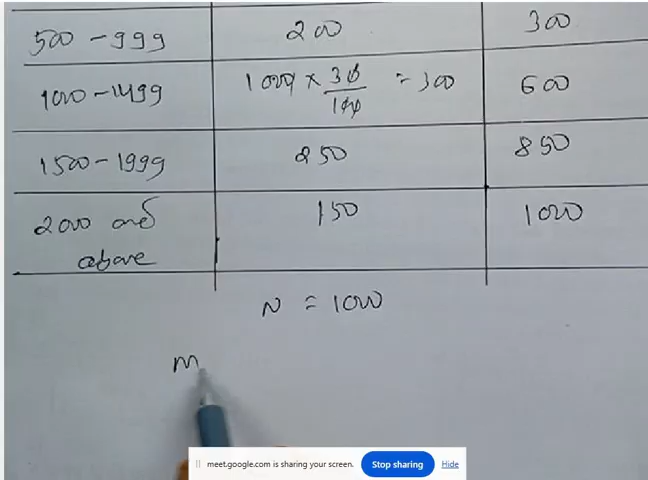 500 - 999 200 300
1000 - 1499 1000 × 30/100 = 300 600
1500 - 1999 250 850
2000 and 150 1000
above
N = 1000
M
meet.google.com is sharing your screen. Stop sharing Hide